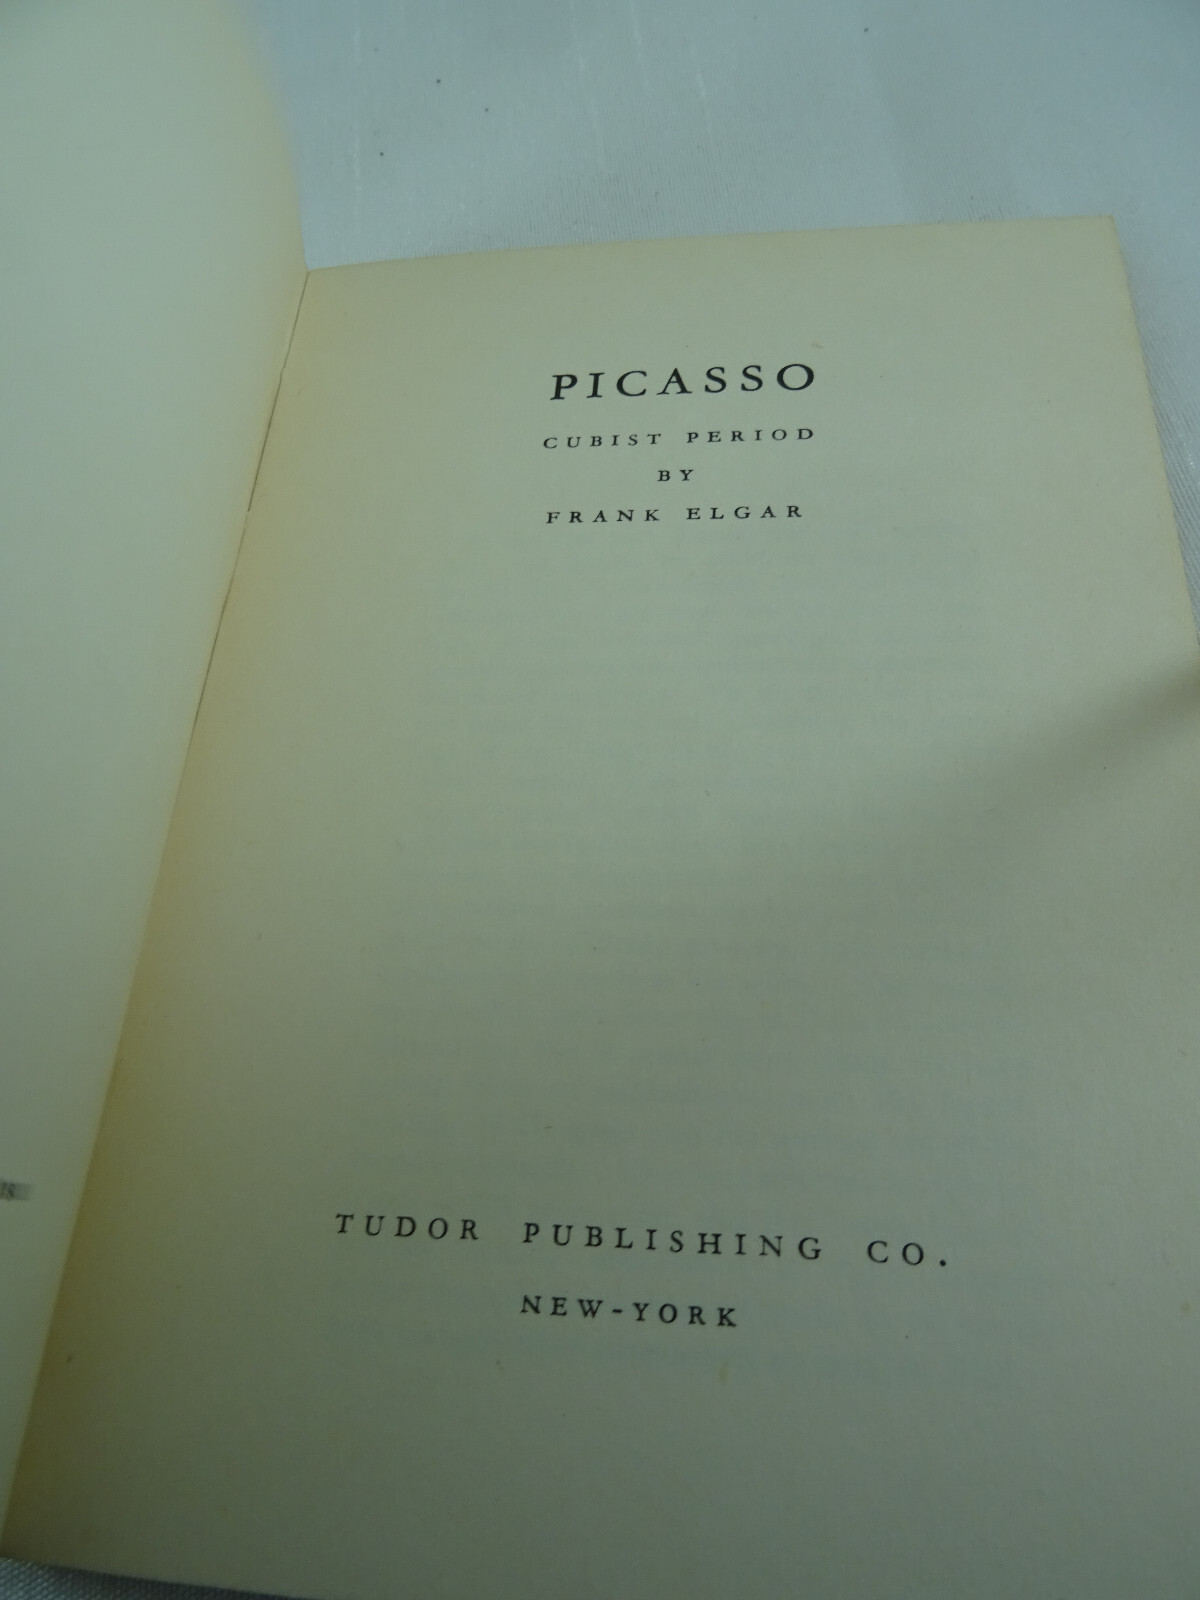 PICASSO
CUBIST PERIOD
BY
FRANK ELGAR
TUDOR PUBLISHING CO.
NEW-YORK